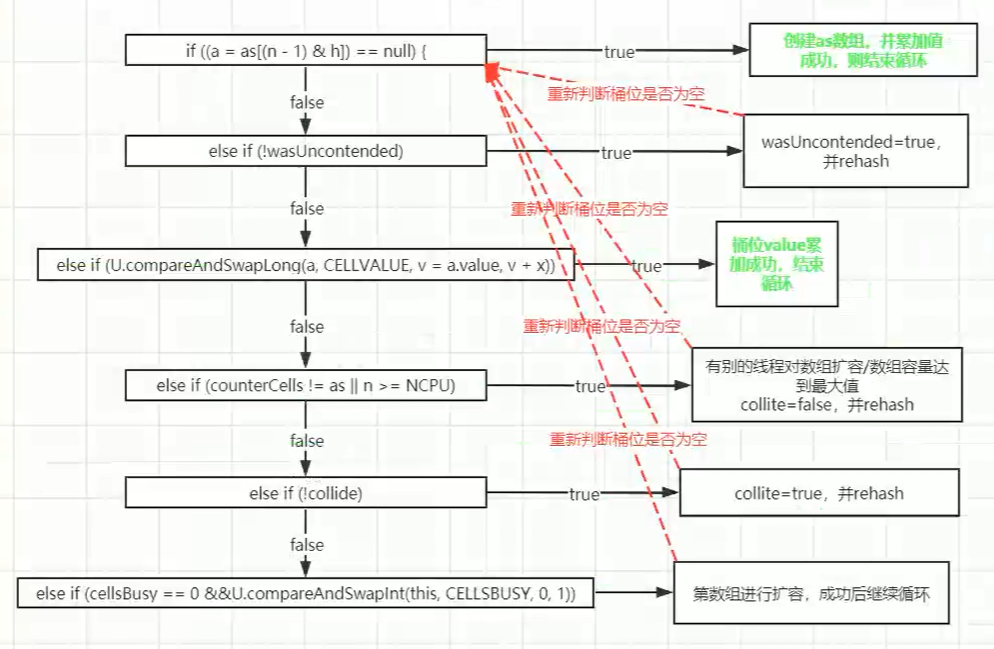 if ((a = as[(n - 1) & h]) == null) {
true
创建as数组，并累加值
成功，则结束循环
重新判断桶位是否为空
false
else if (!wasUncontended)
true
wasUncontended=true，
并rehash
false
重新判断桶位是否为空
else if (U.compareAndSwapLong(a, CELLVALUE, v = a.value, v + x))
true
桶位value累
加成功，结束
循环
false
重新判断桶位是否为空
else if (counterCells != as || n >= NCPU)
true
有别的线程对数组扩容/数组容量达
到最大值
collite=false，并rehash
false
重新判断桶位是否为空
else if (!collide)
true
collite=true，并rehash
false
else if (cellsBusy == 0 &&U.compareAndSwapInt(this, CELLSBUSY, 0, 1))
第数组进行扩容，成功后继续循环